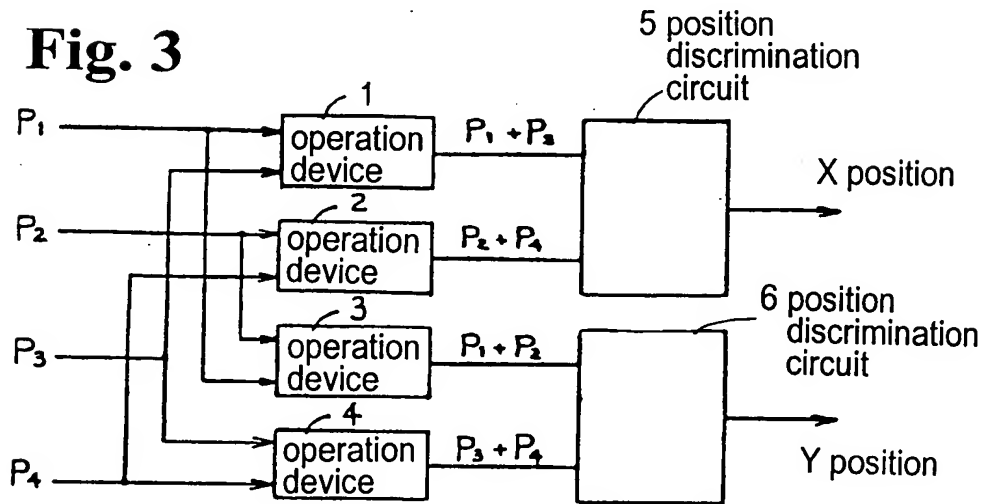 Fig. 3
5 position
discrimination
circuit
P₁
1
operation
device
P₁ + P₃
X position
P₂
2
operation
device
P₂ + P₄
6 position
discrimination
circuit
P₃
3
operation
device
P₁ + P₂
P₄
4
operation
device
P₃ + P₄
Y position